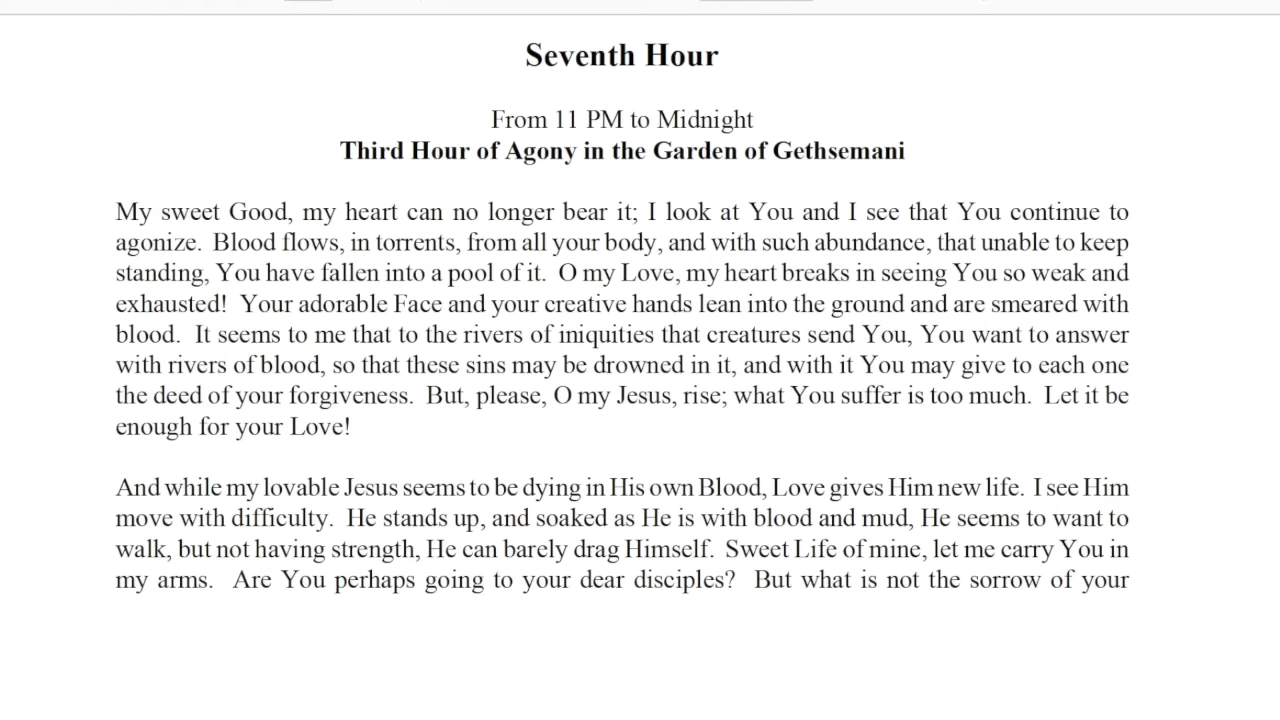 Seventh Hour
From 11 PM to Midnight
Third Hour of Agony in the Garden of Gethsemani
My sweet Good, my heart can no longer bear it; I look at You and I see that You continue to
agonize. Blood flows, in torrents, from all your body, and with such abundance, that unable to keep
standing, You have fallen into a pool of it. O my Love, my heart breaks in seeing You so weak and
exhausted! Your adorable Face and your creative hands lean into the ground and are smeared with
blood. It seems to me that to the rivers of iniquities that creatures send You, You want to answer
with rivers of blood, so that these sins may be drowned in it, and with it You may give to each one
the deed of your forgiveness. But, please, O my Jesus, rise; what You suffer is too much. Let it be
enough for your Love!
And while my lovable Jesus seems to be dying in His own Blood, Love gives Him new life. I see Him
move with difficulty. He stands up, and soaked as He is with blood and mud, He seems to want to
walk, but not having strength, He can barely drag Himself. Sweet Life of mine, let me carry You in
my arms. Are You perhaps going to your dear disciples? But what is not the sorrow of your